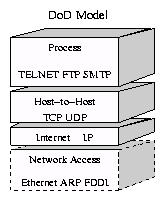 DoD Model
Process
TELNET FTP SMTP
Host-to-Host
TCP UDP
Internet IP
Network Access
Ethernet ARP FDDI